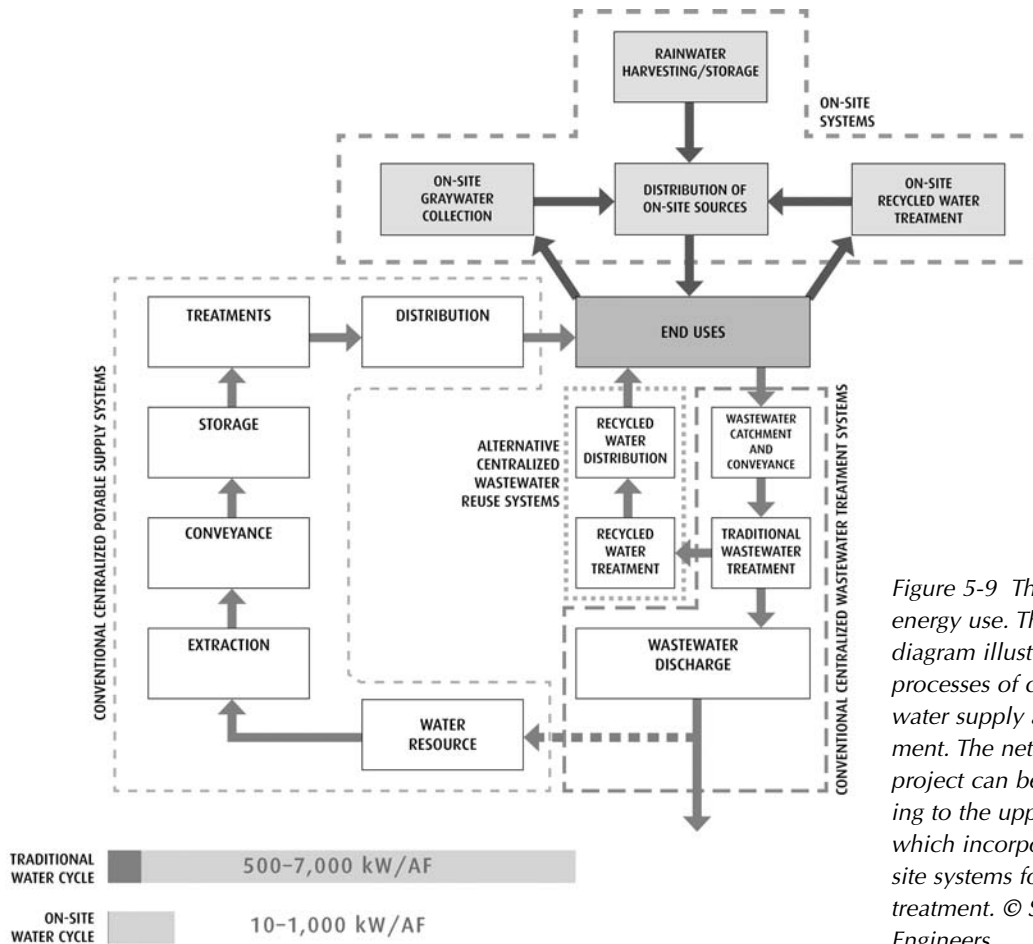 RAINWATER
HARVESTING/STORAGE
ON-SITE
SYSTEMS
ON-SITE
GRAYWATER
COLLECTION
DISTRIBUTION OF
ON-SITE SOURCES
ON-SITE
RECYCLED WATER
TREATMENT
CONVENTIONAL CENTRALIZED POTABLE SUPPLY SYSTEMS
TREATMENTS
DISTRIBUTION
END USES
STORAGE
CONVEYANCE
EXTRACTION
WATER
RESOURCE
ALTERNATIVE
CENTRALIZED
WASTEWATER
REUSE SYSTEMS
RECYCLED
WATER
DISTRIBUTION
RECYCLED
WATER
TREATMENT
WASTEWATER
CATCHMENT
AND
CONVEYANCE
TRADITIONAL
WASTEWATER
TREATMENT
WASTEWATER
DISCHARGE
CONVENTIONAL CENTRALIZED WASTEWATER TREATMENT SYSTEMS
TRADITIONAL
WATER CYCLE
500–7,000 kW/AF
ON-SITE
WATER CYCLE
10–1,000 kW/AF
Figure 5-9 Th
energy use. Th
diagram illust
processes of c
water supply a
ment. The net
project can be
ing to the upp
which incorpo
site systems fo
treatment. © S
Engineers